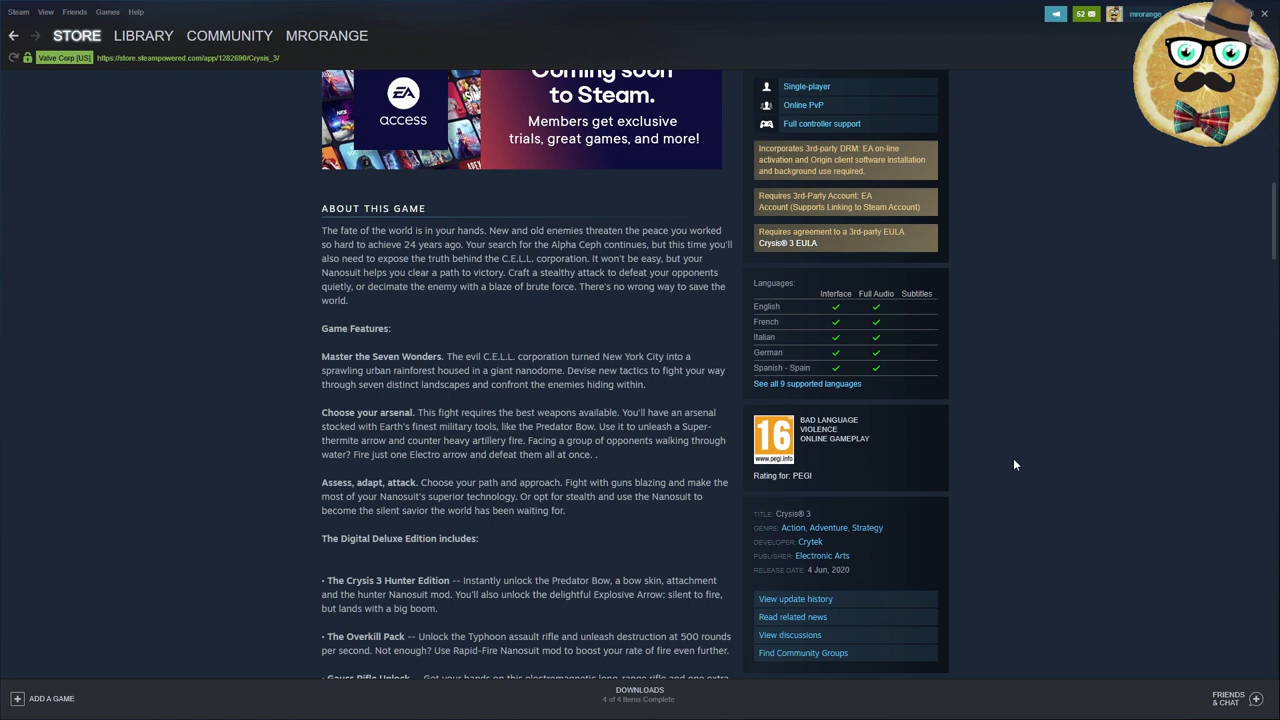 Steam View Friends Games Help
52 mrorange
STORE LIBRARY COMMUNITY MRORANGE
Valve Corp [US] https://store.steampowered.com/app/1282690/Crysis_3/
EA
access
Coming soon
to Steam.
Members get exclusive
trials, great games, and more!
ABOUT THIS GAME
The fate of the world is in your hands. New and old enemies threaten the peace you worked
so hard to achieve 24 years ago. Your search for the Alpha Ceph continues, but this time you'll
also need to expose the truth behind the C.E.L.L. corporation. It won't be easy, but your
Nanosuit helps you clear a path to victory. Craft a stealthy attack to defeat your opponents
quietly, or decimate the enemy with a blaze of brute force. There's no wrong way to save the
world.
Game Features:
Master the Seven Wonders. The evil C.E.L.L. corporation turned New York City into a
sprawling urban rainforest housed in a giant nanodome. Devise new tactics to fight your way
through seven distinct landscapes and confront the enemies hiding within.
Choose your arsenal. This fight requires the best weapons available. You'll have an arsenal
stocked with Earth's finest military tools, like the Predator Bow. Use it to unleash a Super-
thermite arrow and counter heavy artillery fire. Facing a group of opponents walking through
water? Fire just one Electro arrow and defeat them all at once. .
Assess, adapt, attack. Choose your path and approach. Fight with guns blazing and make the
most of your Nanosuit's superior technology. Or opt for stealth and use the Nanosuit to
become the silent savior the world has been waiting for.
The Digital Deluxe Edition includes:
• The Crysis 3 Hunter Edition -- Instantly unlock the Predator Bow, a bow skin, attachment
and the hunter Nanosuit mod. You'll also unlock the delightful Explosive Arrow: silent to fire,
but lands with a big boom.
• The Overkill Pack -- Unlock the Typhoon assault rifle and unleash destruction at 500 rounds
per second. Not enough? Use Rapid-Fire Nanosuit mod to boost your rate of fire even further.
• Gauss Rifle Unlock -- Get your hands on this electromagnetic long-range rifle and one extra
Single-player
Online PvP
Full controller support
Incorporates 3rd-party DRM: EA on-line
activation and Origin client software installation
and background use required.
Requires 3rd-Party Account: EA
Account (Supports Linking to Steam Account)
Requires agreement to a 3rd-party EULA
Crysis® 3 EULA
Languages:
Interface Full Audio Subtitles
English
French
Italian
German
Spanish - Spain
See all 9 supported languages
16
www.pegi.info
BAD LANGUAGE
VIOLENCE
ONLINE GAMEPLAY
Rating for: PEGI
TITLE: Crysis® 3
GENRE: Action, Adventure, Strategy
DEVELOPER: Crytek
PUBLISHER: Electronic Arts
RELEASE DATE: 4 Jun, 2020
View update history
Read related news
View discussions
Find Community Groups
ADD A GAME
DOWNLOADS
4 of 4 Items Complete
FRIENDS
& CHAT